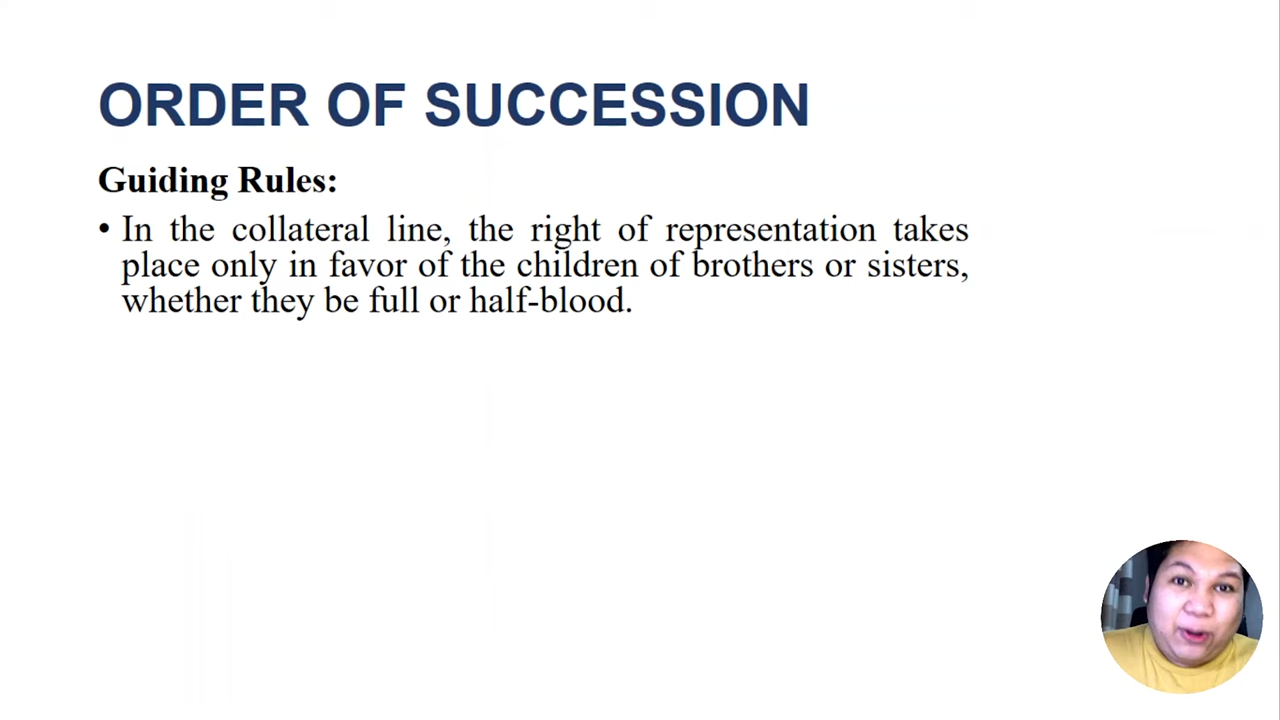 ORDER OF SUCCESSION
Guiding Rules:
• In the collateral line, the right of representation takes
place only in favor of the children of brothers or sisters,
whether they be full or half-blood.